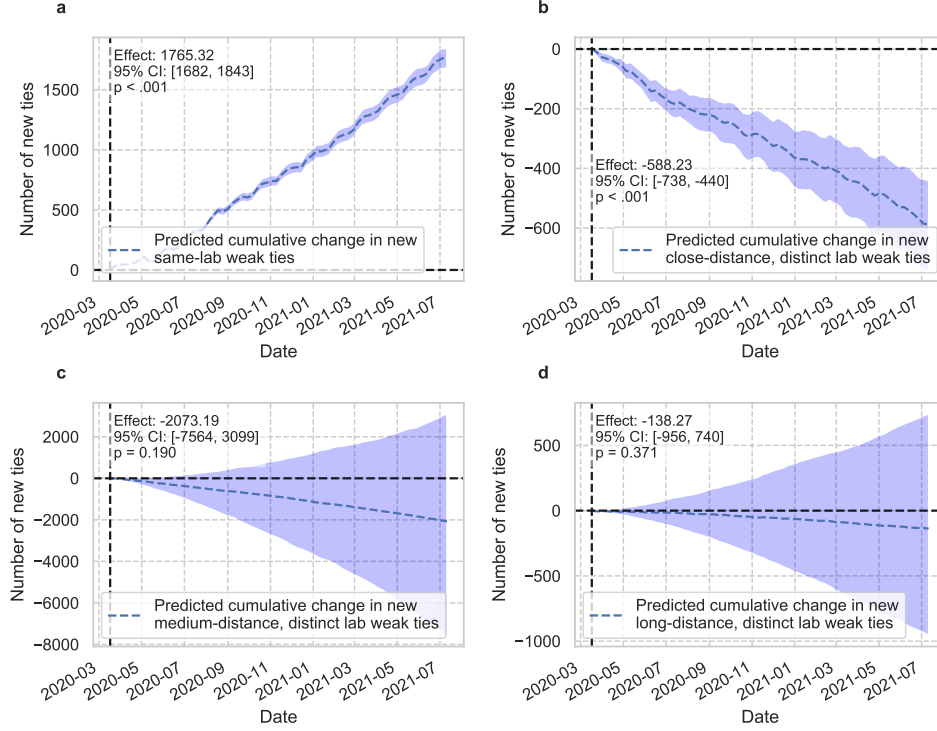 a
Effect: 1765.32
95% CI: [1682, 1843]
p < .001
Number of new ties
1500
1000
500
0
Predicted cumulative change in new
same-lab weak ties
2020-03
2020-05
2020-07
2020-09
2020-11
2021-01
2021-03
2021-05
2021-07
Date
b
Number of new ties
0
−200
−400
−600
Effect: -588.23
95% CI: [-738, -440]
p < .001
Predicted cumulative change in new
close-distance, distinct lab weak ties
2020-03
2020-05
2020-07
2020-09
2020-11
2021-01
2021-03
2021-05
2021-07
Date
c
Effect: -2073.19
95% CI: [-7564, 3099]
p = 0.190
Number of new ties
2000
0
−2000
−4000
−6000
−8000
Predicted cumulative change in new
medium-distance, distinct lab weak ties
2020-03
2020-05
2020-07
2020-09
2020-11
2021-01
2021-03
2021-05
2021-07
Date
d
Effect: -138.27
95% CI: [-956, 740]
p = 0.371
Number of new ties
500
0
−500
−1000
Predicted cumulative change in new
long-distance, distinct lab weak ties
2020-03
2020-05
2020-07
2020-09
2020-11
2021-01
2021-03
2021-05
2021-07
Date